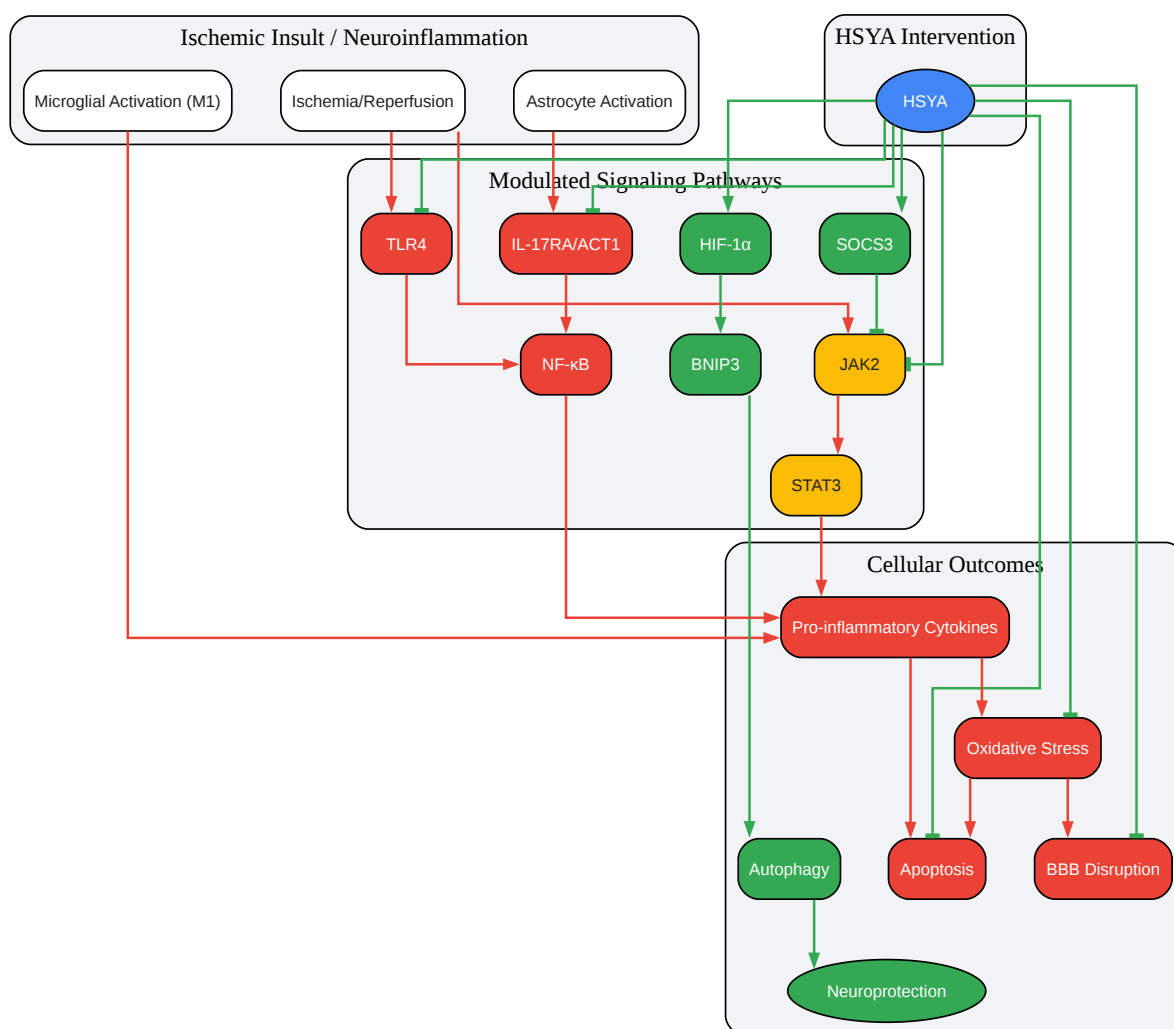 Ischemic Insult / Neuroinflammation
HSYA Intervention
Microglial Activation (M1)
Ischemia/Reperfusion
Astrocyte Activation
HSYA
Modulated Signaling Pathways
TLR4
IL-17RA/ACT1
HIF-1α
SOCS3
NF-κB
BNIP3
JAK2
STAT3
Cellular Outcomes
Pro-inflammatory Cytokines
Oxidative Stress
Autophagy
Apoptosis
BBB Disruption
Neuroprotection